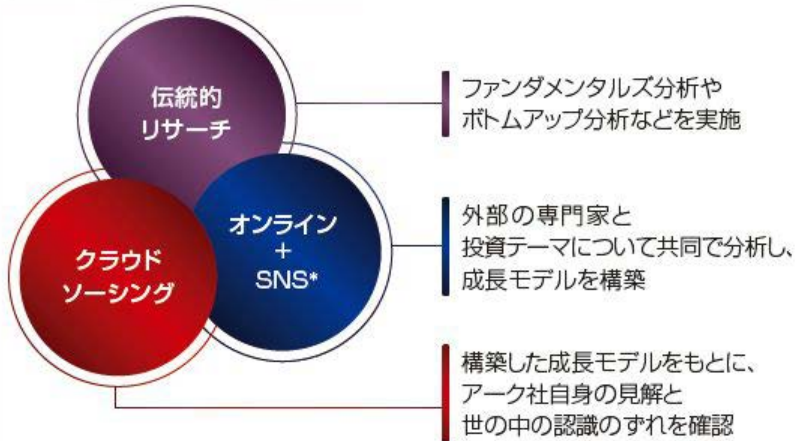 伝統的
リサーチ
ファンダメンタルズ分析や
ボトムアップ分析などを実施
オンライン
+
SNS*
外部の専門家と
投資テーマについて共同で分析し、
成長モデルを構築
クラウド
ソーシング
構築した成長モデルをもとに、
アーク社自身の見解と
世の中の認識のずれを確認